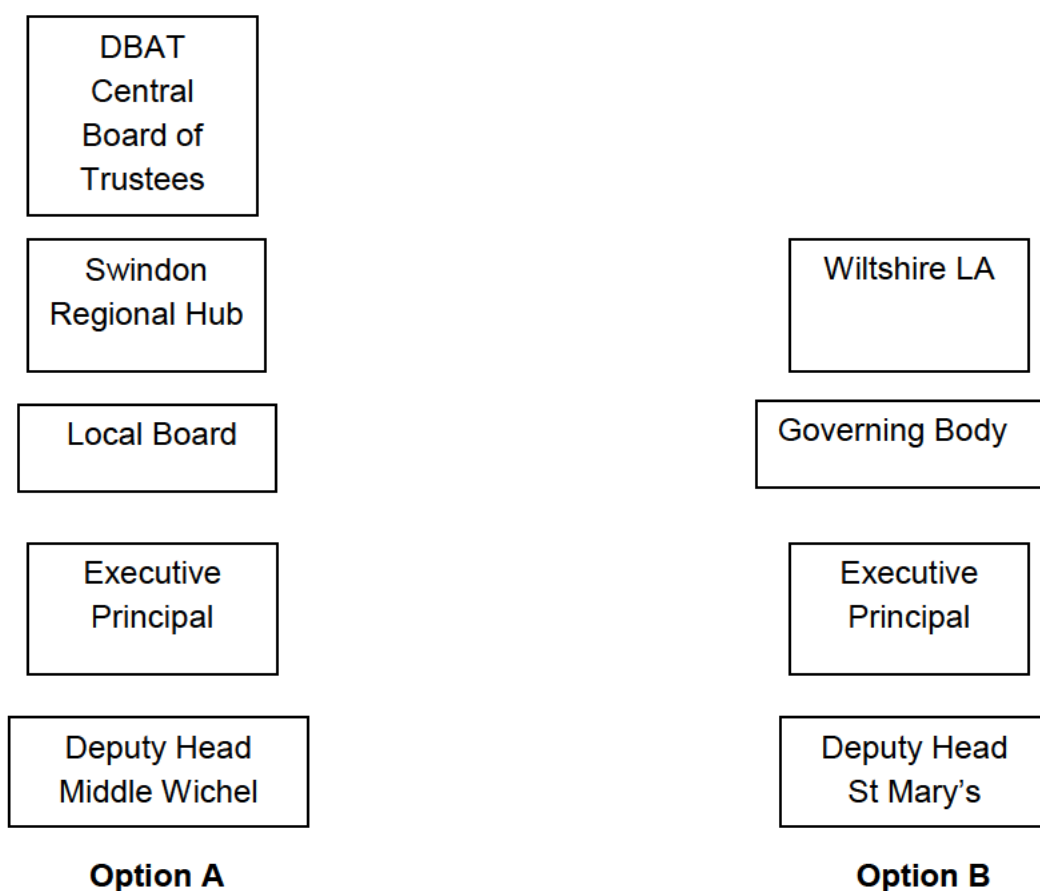 DBAT
Central
Board of
Trustees
Swindon
Regional Hub
Wiltshire LA
Local Board
Governing Body
Executive
Principal
Executive
Principal
Deputy Head
Middle Wichel
Deputy Head
St Mary's
Option A
Option B